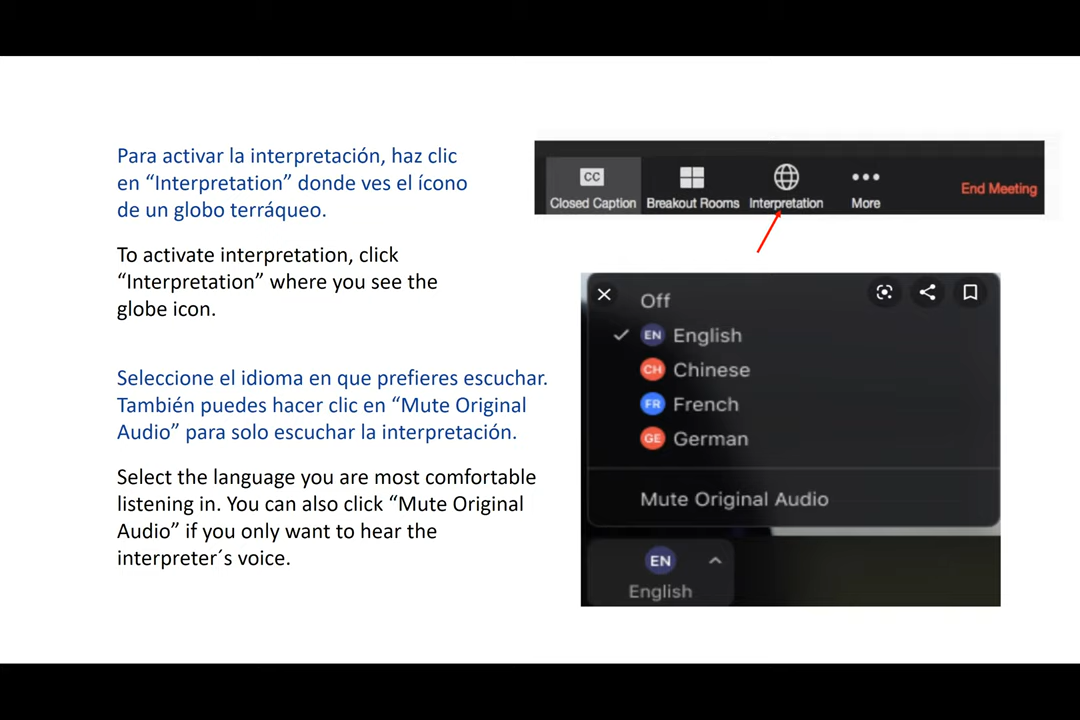 Para activar la interpretación, haz clic
en “Interpretation” donde ves el ícono
de un globo terráqueo.
To activate interpretation, click
“Interpretation” where you see the
globe icon.
Seleccione el idioma en que prefieres escuchar.
También puedes hacer clic en “Mute Original
Audio” para solo escuchar la interpretación.
Select the language you are most comfortable
listening in. You can also click “Mute Original
Audio” if you only want to hear the
interpreter´s voice.
CC
Closed Caption Breakout Rooms Interpretation More End Meeting
Off
EN English
CH Chinese
FR French
GE German
Mute Original Audio
EN
English